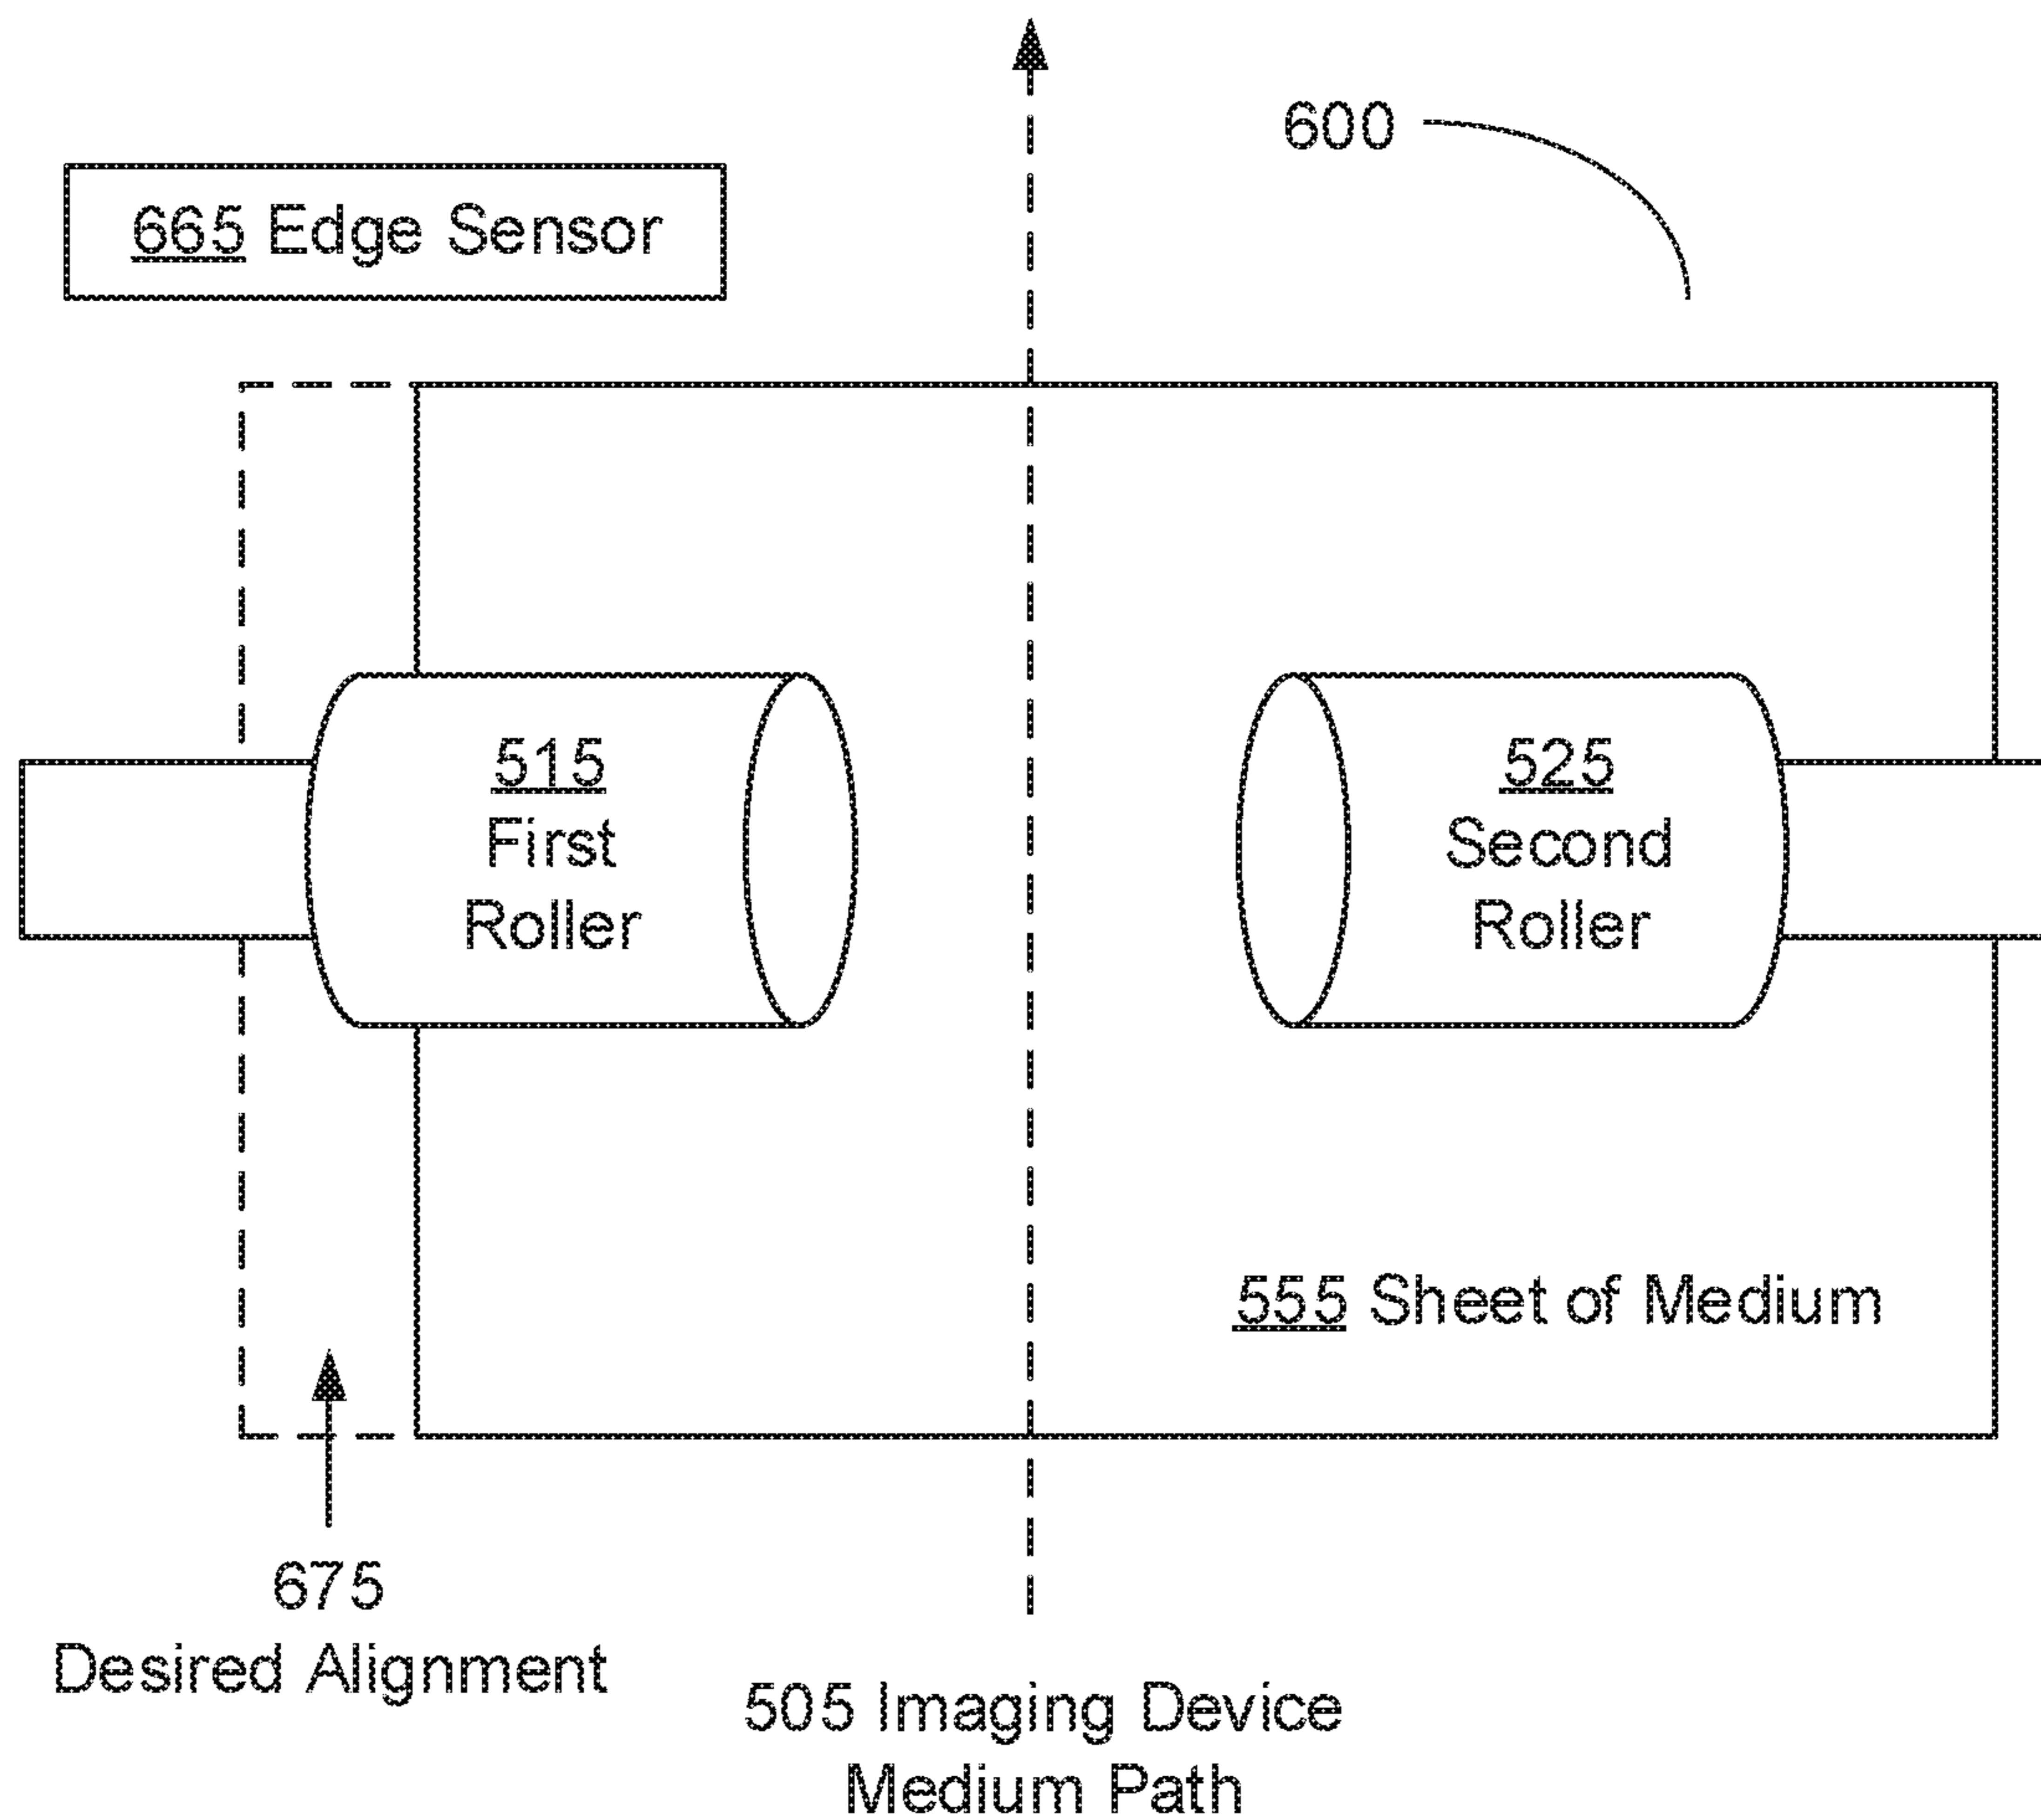 600
665 Edge Sensor
515
First
Roller
525
Second
Roller
555 Sheet of Medium
675
Desired Alignment
505 Imaging Device
Medium Path